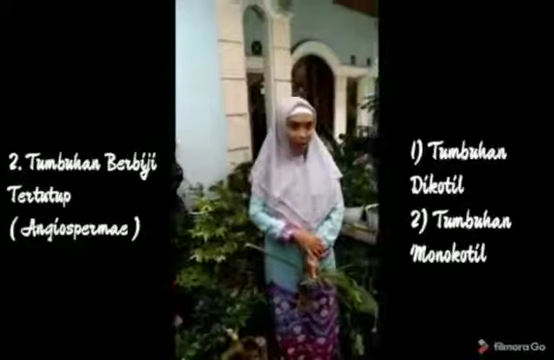 2. Tumbuhan Berbiji
Tertutup
( Angiospermae )
1) Tumbuhan
Dikotil
2) Tumbuhan
Monokotil
filmora Go